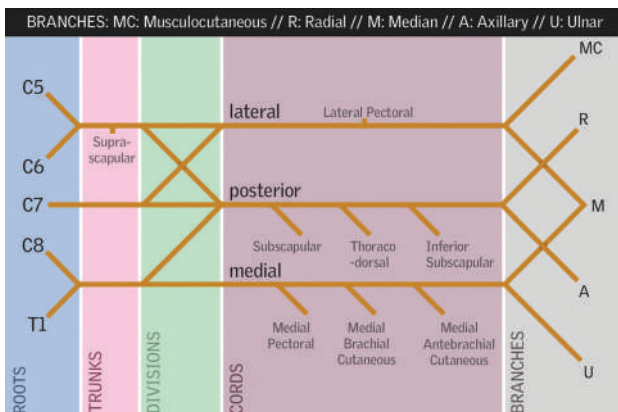 BRANCHES: MC: Musculocutaneous // R: Radial // M: Median // A: Axillary // U: Ulnar
MC
C5
lateral
Lateral Pectoral
R
Supra-
scapular
C6
posterior
C7
M
C8
Subscapular
Thoraco
-dorsal
Inferior
Subscapular
medial
A
T1
Medial
Pectoral
Medial
Brachial
Cutaneous
Medial
Antebrachial
Cutaneous
U
ROOTS
TRUNKS
DIVISIONS
CORDS
BRANCHES